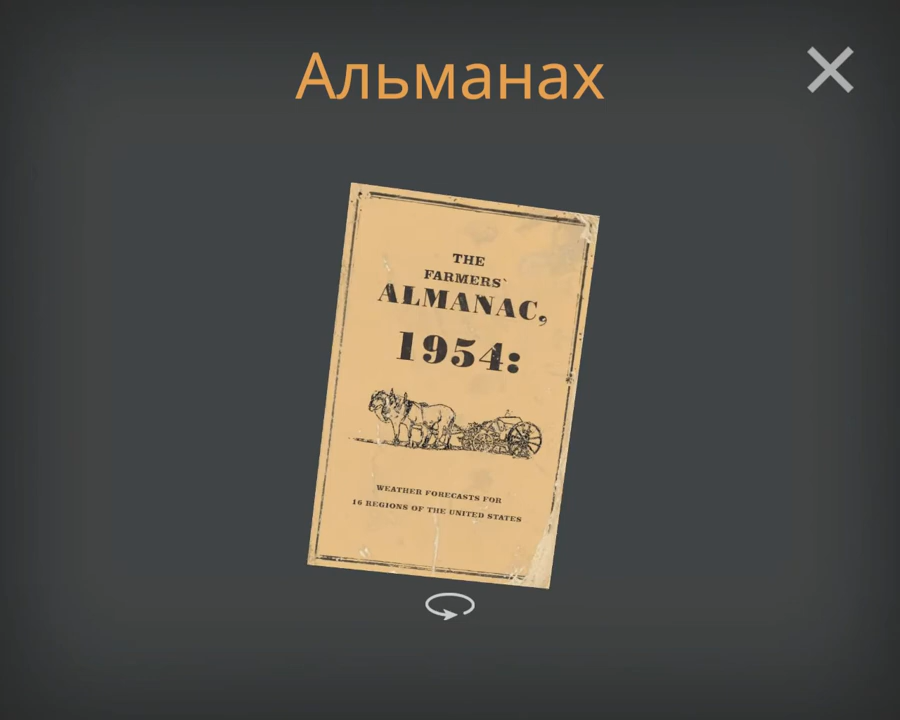 Альманах
THE
FARMERS`
ALMANAC,
1954:
WEATHER FORECASTS FOR
16 REGIONS OF THE UNITED STATES